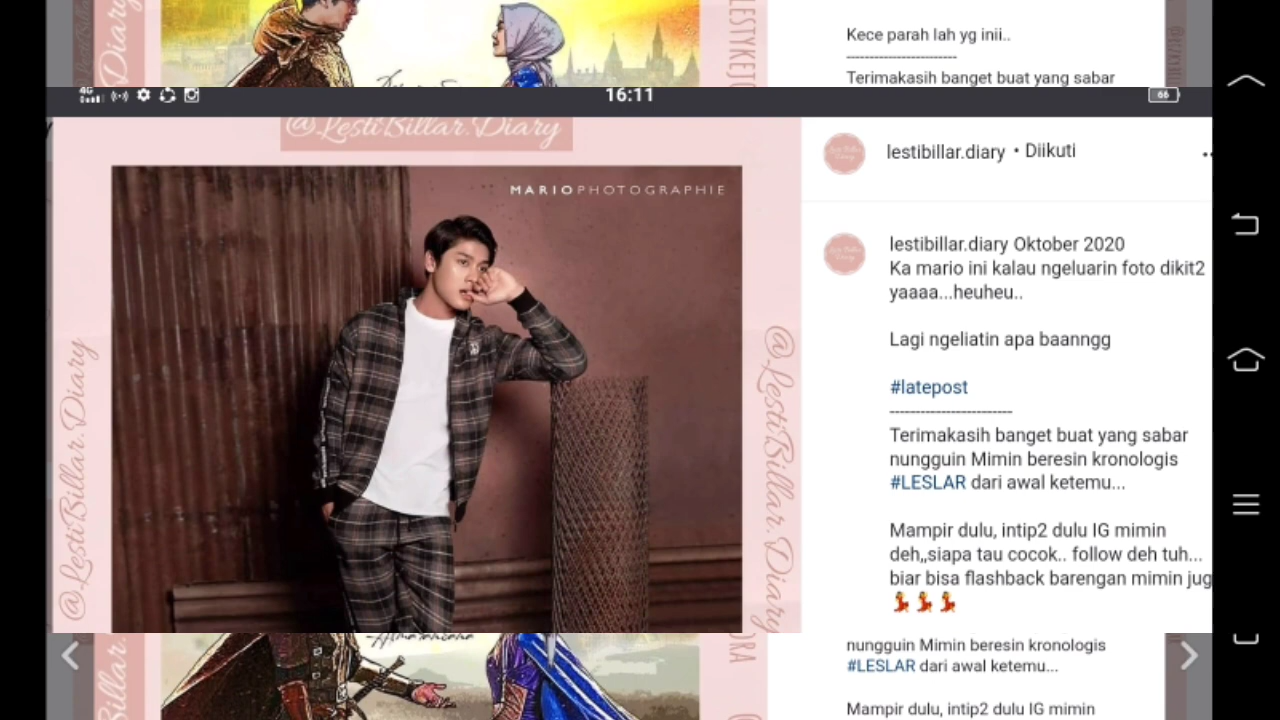 Kece parah lah yg inii..
-----------------------
Terimakasih banget buat yang sabar
4G
16:11
66
@LestiBillar.Diary
MARIOPHOTOGRAPHIE
@LestiBillar.Diary
@LestiBillar.Diary
lestibillar.diary • Diikuti
lestibillar.diary Oktober 2020
Ka mario ini kalau ngeluarin foto dikit2
yaaaa...heuheu..
Lagi ngeliatin apa baanngg
#latepost
------------------------
Terimakasih banget buat yang sabar
nungguin Mimin beresin kronologis
#LESLAR dari awal ketemu...
Mampir dulu, intip2 dulu IG mimin
deh,,siapa tau cocok.. follow deh tuh...
biar bisa flashback barengan mimin jug
💃💃💃
nungguin Mimin beresin kronologis
#LESLAR dari awal ketemu...
Mampir dulu, intip2 dulu IG mimin